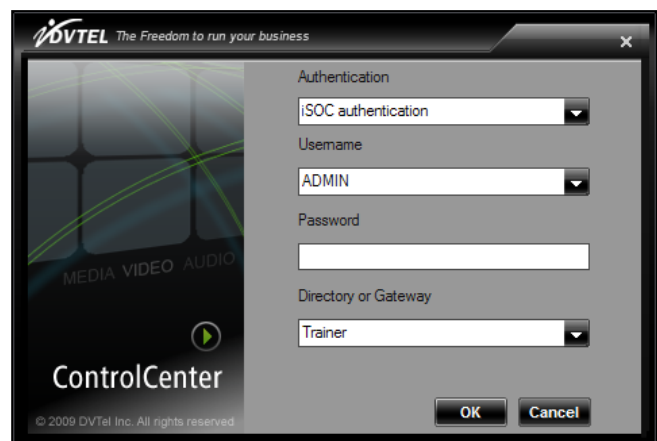 DVTEL The Freedom to run your business
Authentication
iSOC authentication
Username
ADMIN
Password
Directory or Gateway
Trainer
MEDIA VIDEO AUDIO
ControlCenter
© 2009 DVTel Inc. All rights reserved
OK Cancel